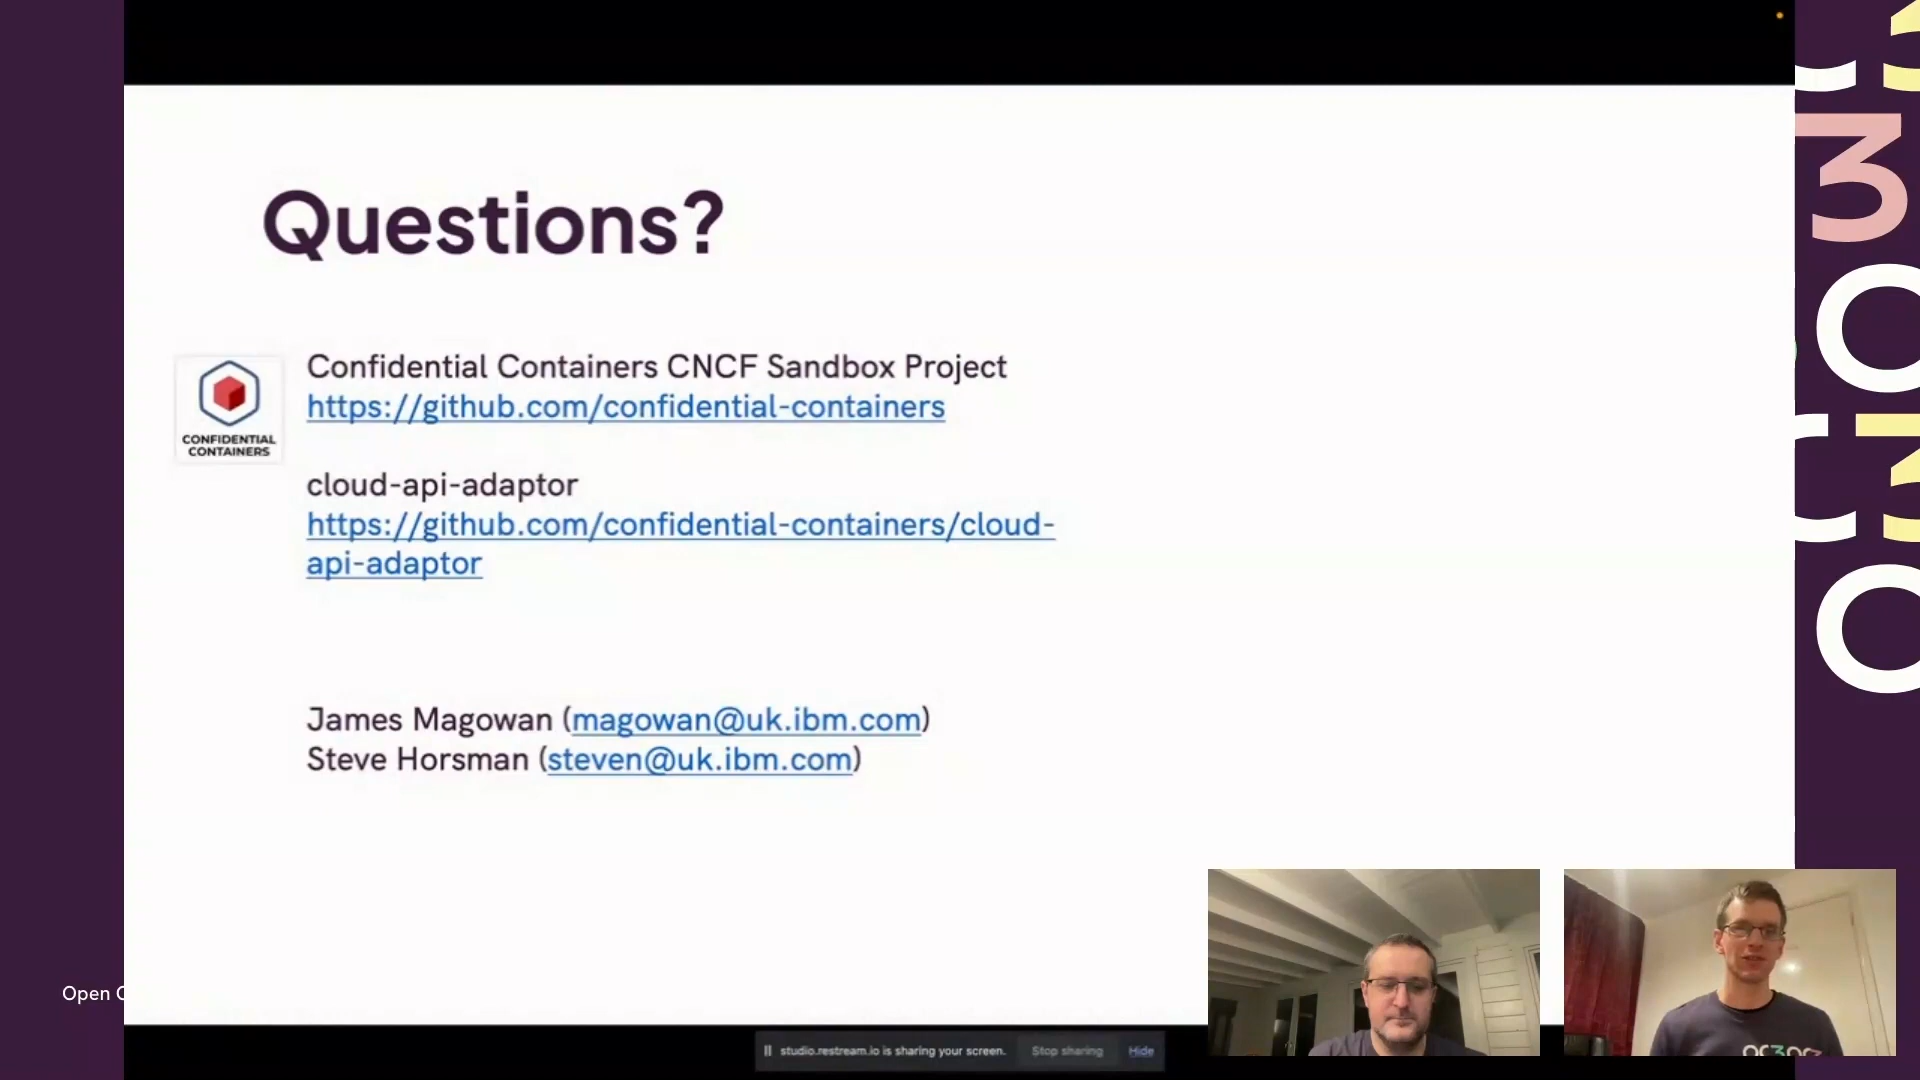 Questions?
CONFIDENTIAL
CONTAINERS
Confidential Containers CNCF Sandbox Project
https://github.com/confidential-containers
cloud-api-adaptor
https://github.com/confidential-containers/cloud-
api-adaptor
James Magowan (magowan@uk.ibm.com)
Steve Horsman (steven@uk.ibm.com)
Open C
studio.restream.io is sharing your screen.
Stop sharing
Hide